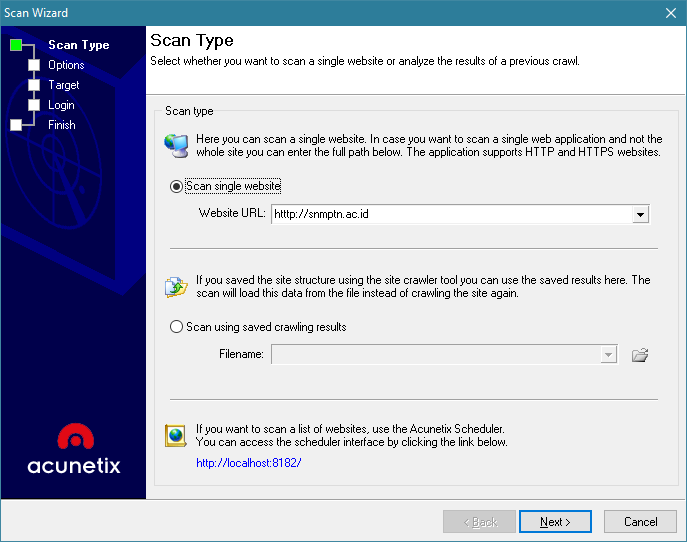 Scan Wizard
Scan Type
Options
Target
Login
Finish
acunetix
Scan Type
Select whether you want to scan a single website or analyze the results of a previous crawl.
Scan type
Here you can scan a single website. In case you want to scan a single web application and not the
whole site you can enter the full path below. The application supports HTTP and HTTPS websites.
Scan single website
Website URL: htttp://snmptn.ac.id
If you saved the site structure using the site crawler tool you can use the saved results here. The
scan will load this data from the file instead of crawling the site again.
Scan using saved crawling results
Filename:
If you want to scan a list of websites, use the Acunetix Scheduler.
You can access the scheduler interface by clicking the link below.
http://localhost:8182/
< Back Next > Cancel